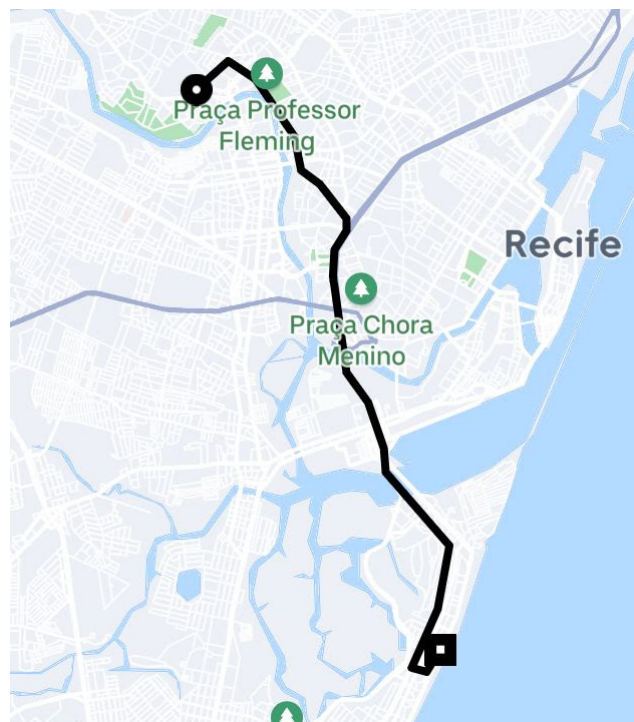 Praça Professor
Fleming
Recife
Praça Chora
Menino